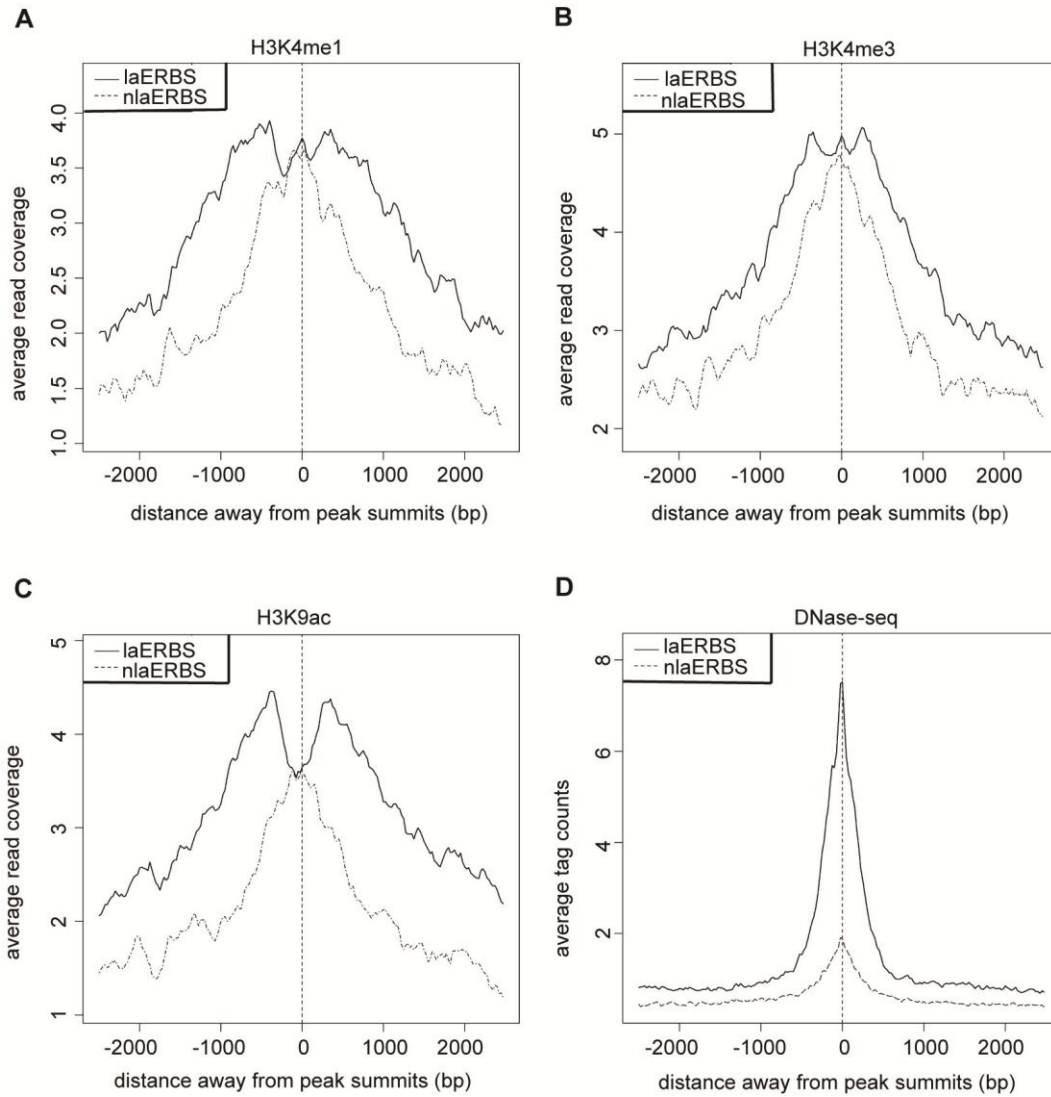 A
H3K4me1
laERBS
nlaERBS
average read coverage
4.0
3.5
3.0
2.5
2.0
1.5
1.0
-2000 -1000 0 1000 2000
distance away from peak summits (bp)
B
H3K4me3
laERBS
nlaERBS
average read coverage
5
4
3
2
-2000 -1000 0 1000 2000
distance away from peak summits (bp)
C
H3K9ac
laERBS
nlaERBS
average read coverage
5
4
3
2
1
-2000 -1000 0 1000 2000
distance away from peak summits (bp)
D
DNase-seq
laERBS
nlaERBS
average tag counts
8
6
4
2
-2000 -1000 0 1000 2000
distance away from peak summits (bp)